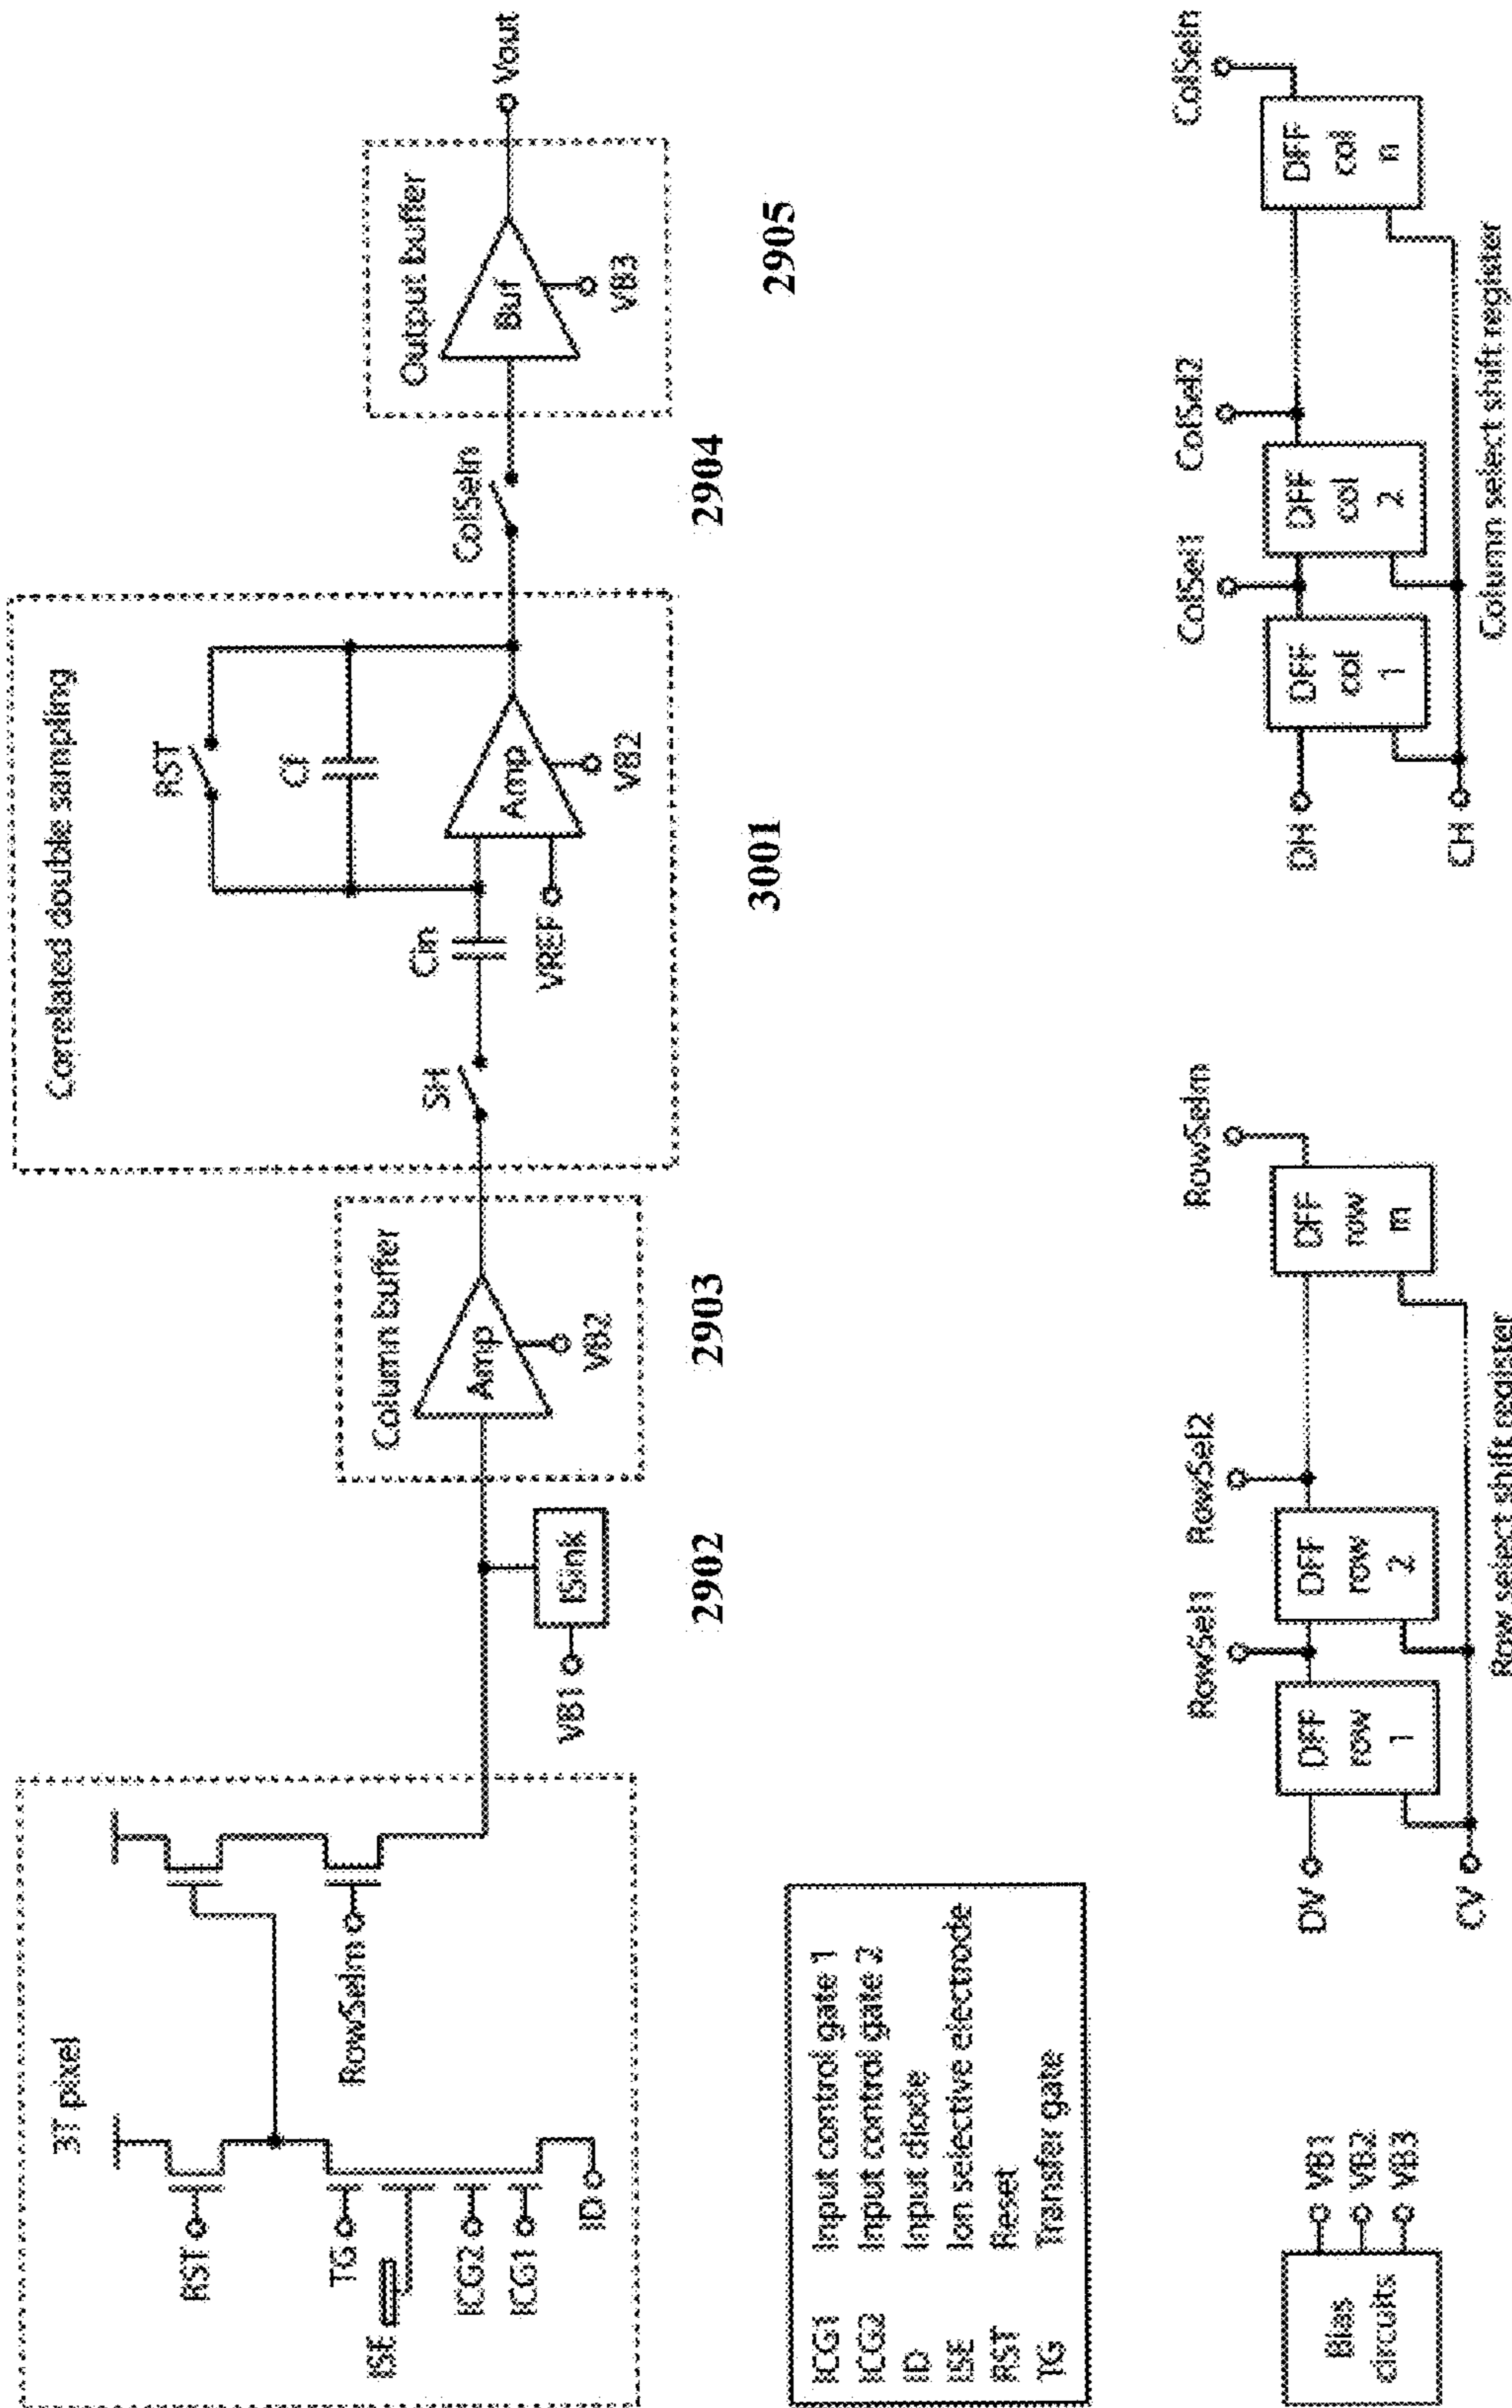 3T pixel
RST
TG
ISE
ICG2
ICG1
ID
RowSelm
VB1
ISink
2902
Column buffer
Amp
VB2
2903
Correlated double sampling
SH
Cin
VREF
RST
Cf
Amp
VB2
3001
ColSeln
2904
Output buffer
Buf
VB3
2905
Vout
ICG1 Input control gate 1
ICG2 Input control gate 2
ID Input diode
ISE Ion selective electrode
RST Reset
TG Transfer gate
Bias
circuits
VB1
VB2
VB3
DV
CV
DFF
row
1
RowSel1
DFF
row
2
RowSel2
DFF
row
m
RowSelm
Row select shift register
DH
CH
DFF
col
1
ColSel1
DFF
col
2
ColSel2
DFF
col
n
ColSeln
Column select shift register